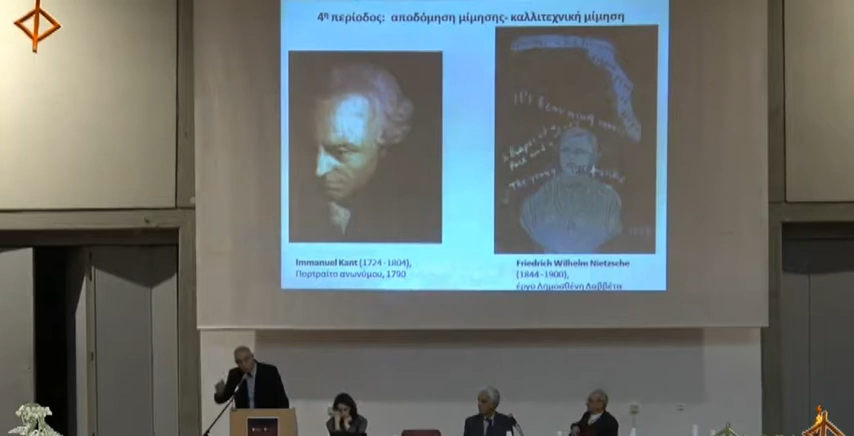 4η περίοδος: αποδόμηση μίμησης- καλλιτεχνική μίμηση
It's
Immanuel Kant (1724 -1804),
Πορτραίτο ανωνύμου, 1790
Friedrich Wilhelm Nietzsche
(1844 -1900),
έργο Δημοσθένη Δαββέτα